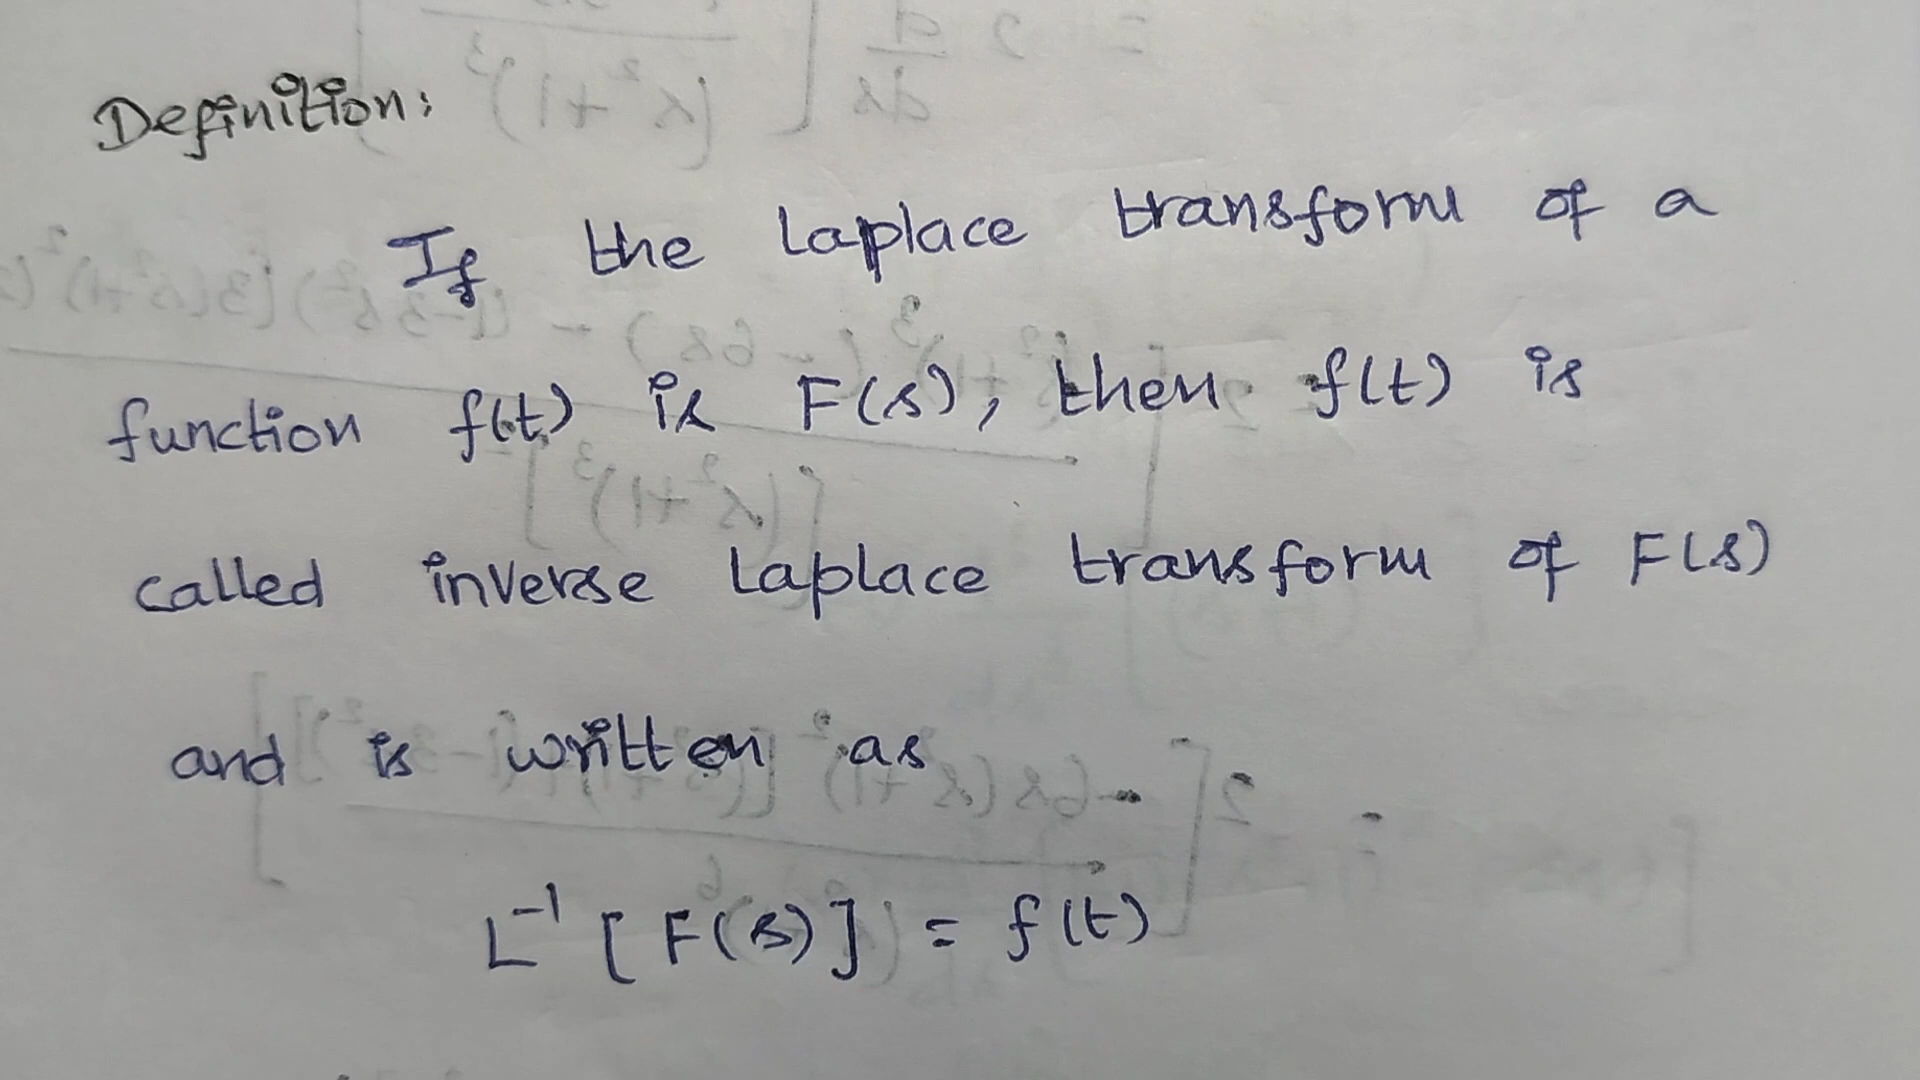 Definition:
If the Laplace transform of a
function f(t) is F(s), then f(t) is
called inverse Laplace transform of F(s)
and is written as
L⁻¹ [F(s)] = f(t)